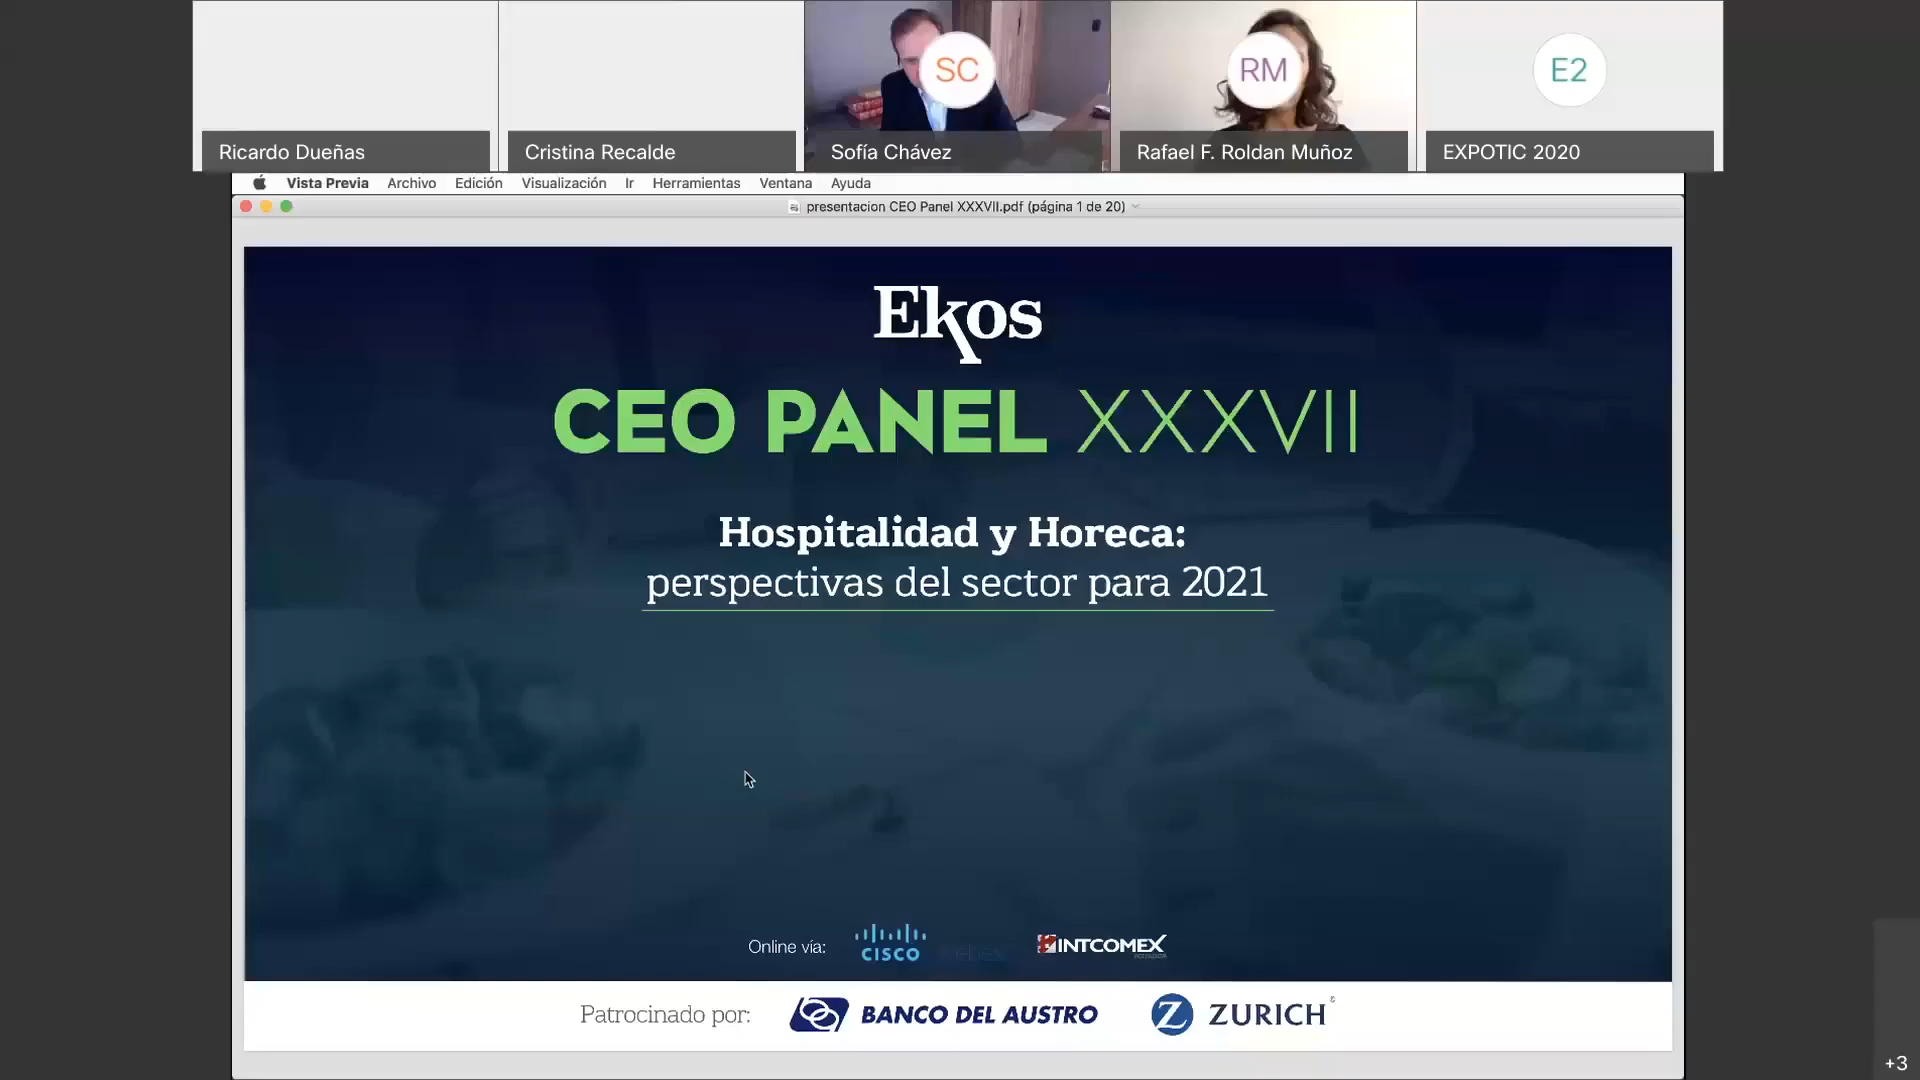 SC
RM
E2
Ricardo Dueñas
Cristina Recalde
Sofía Chávez
Rafael F. Roldan Muñoz
EXPOTIC 2020
Vista Previa Archivo Edición Visualización Ir Herramientas Ventana Ayuda
presentacion CEO Panel XXXVII.pdf (página 1 de 20)
Ekos
CEO PANEL XXXVII
Hospitalidad y Horeca:
perspectivas del sector para 2021
Online vía: CISCO INTCOMEX
Patrocinado por: BANCO DEL AUSTRO ZURICH
+3